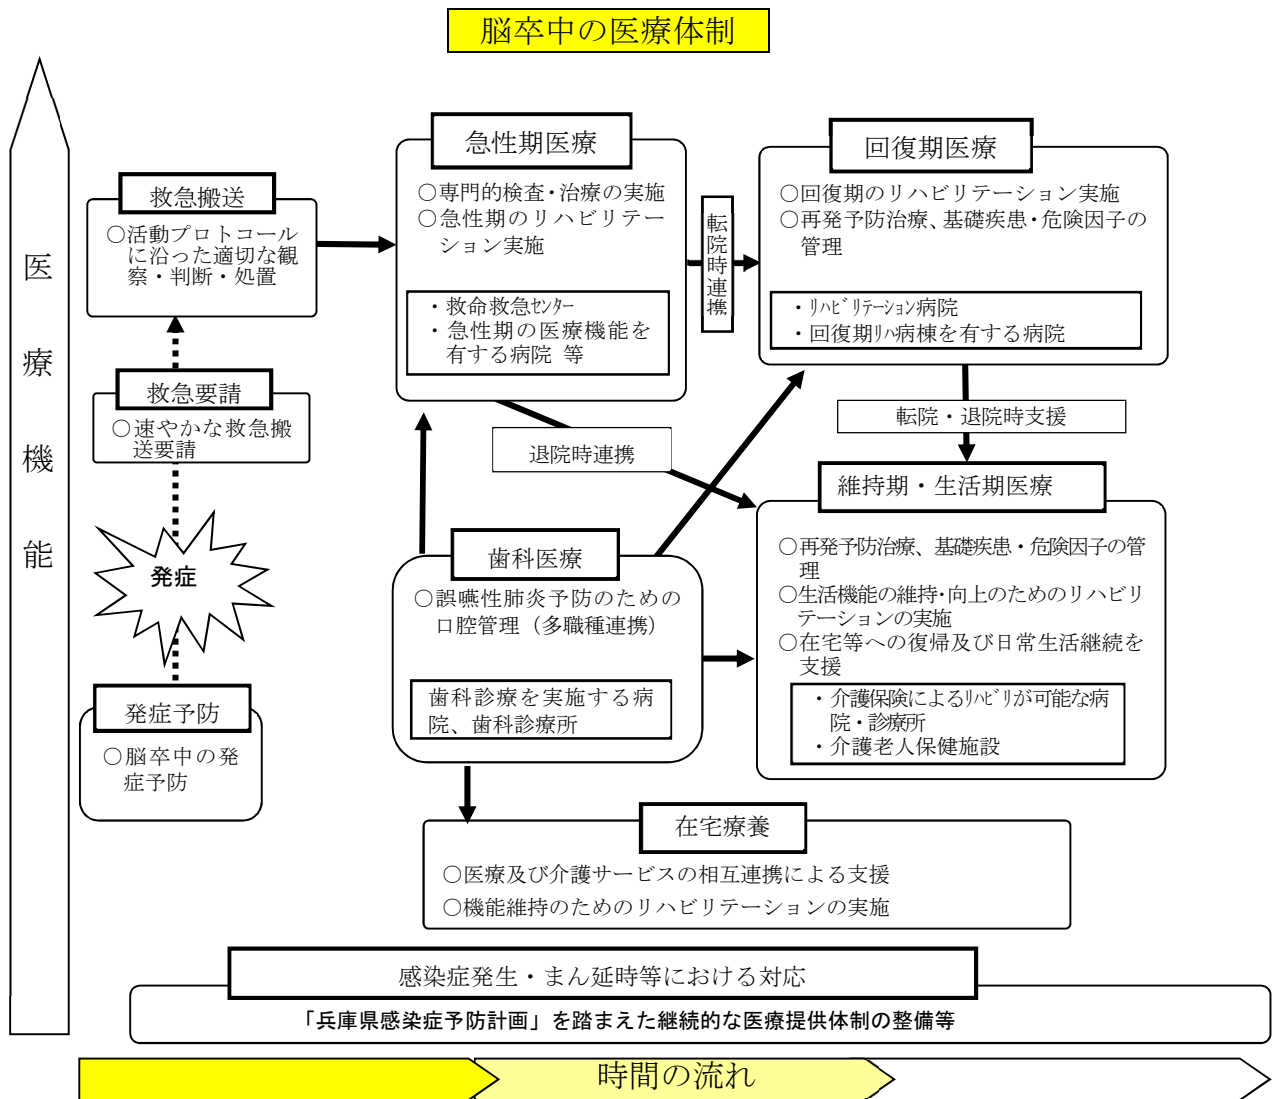 脳卒中の医療体制
医療機能
救急搬送
○活動プロトコール
に沿った適切な観
察・判断・処置
救急要請
○速やかな救急搬
送要請
発症
発症予防
○脳卒中の発
症予防
急性期医療
○専門的検査・治療の実施
○急性期のリハビリテー
ション実施
・救命救急ｾﾝﾀｰ
・急性期の医療機能を
有する病院 等
転院時連携
回復期医療
○回復期のリハビリテーション実施
○再発予防治療、基礎疾患・危険因子の
管理
・ﾘﾊﾋﾞﾘﾃｰｼｮﾝ病院
・回復期ﾘﾊ病棟を有する病院
退院時連携
転院・退院時支援
歯科医療
○誤嚥性肺炎予防のための
口腔管理（多職種連携）
歯科診療を実施する病
院、歯科診療所
維持期・生活期医療
○再発予防治療、基礎疾患・危険因子の管
理
○生活機能の維持・向上のためのリハビリ
テーションの実施
○在宅等への復帰及び日常生活継続を
支援
・介護保険によるﾘﾊﾋﾞﾘが可能な病
院・診療所
・介護老人保健施設
在宅療養
○医療及び介護サービスの相互連携による支援
○機能維持のためのリハビリテーションの実施
感染症発生・まん延時等における対応
「兵庫県感染症予防計画」を踏まえた継続的な医療提供体制の整備等
時間の流れ